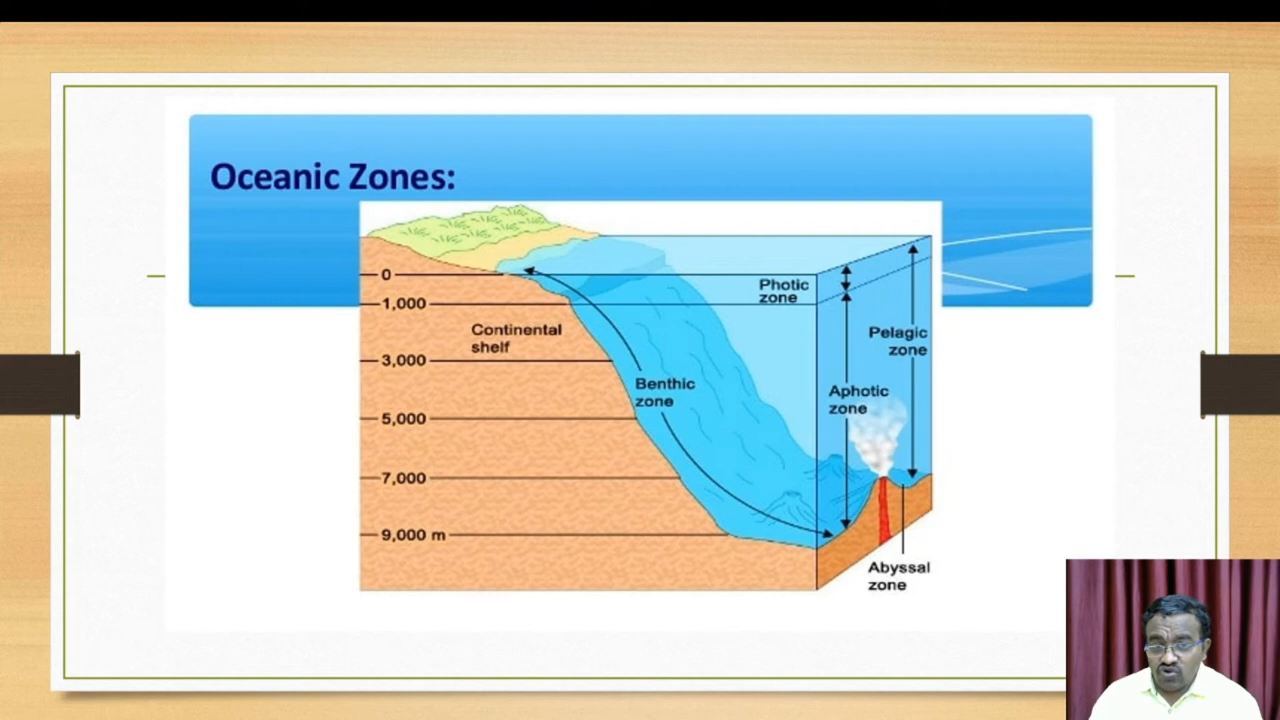 Oceanic Zones:
0
Photic
zone
1,000
Continental
shelf
Pelagic
zone
3,000
Benthic
zone
Aphotic
zone
5,000
7,000
9,000 m
Abyssal
zone